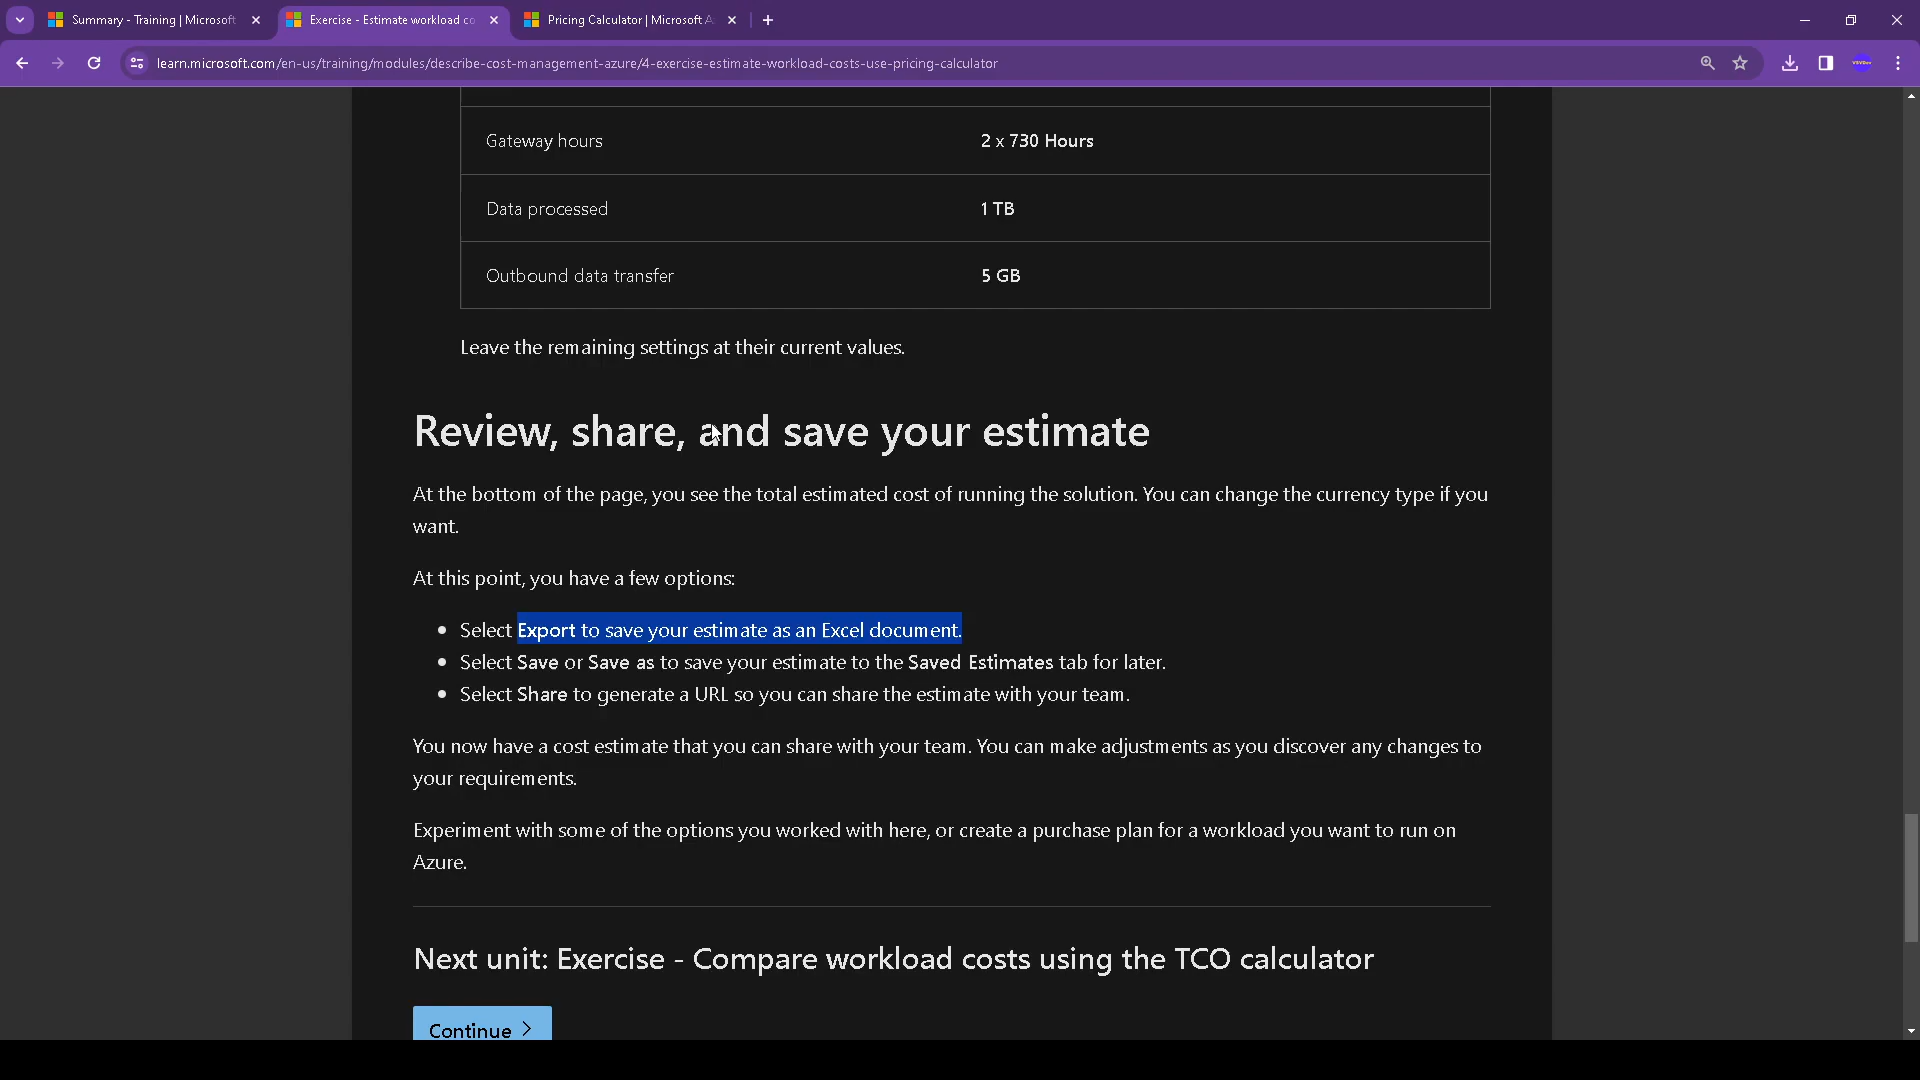 Summary - Training | Microsoft
Exercise - Estimate workload co
Pricing Calculator | Microsoft A
learn.microsoft.com/en-us/training/modules/describe-cost-management-azure/4-exercise-estimate-workload-costs-use-pricing-calculator
Gateway hours 2 x 730 Hours
Data processed 1 TB
Outbound data transfer 5 GB
Leave the remaining settings at their current values.
Review, share, and save your estimate
At the bottom of the page, you see the total estimated cost of running the solution. You can change the currency type if you
want.
At this point, you have a few options:
Select Export to save your estimate as an Excel document.
Select Save or Save as to save your estimate to the Saved Estimates tab for later.
Select Share to generate a URL so you can share the estimate with your team.
You now have a cost estimate that you can share with your team. You can make adjustments as you discover any changes to
your requirements.
Experiment with some of the options you worked with here, or create a purchase plan for a workload you want to run on
Azure.
Next unit: Exercise - Compare workload costs using the TCO calculator
Continue